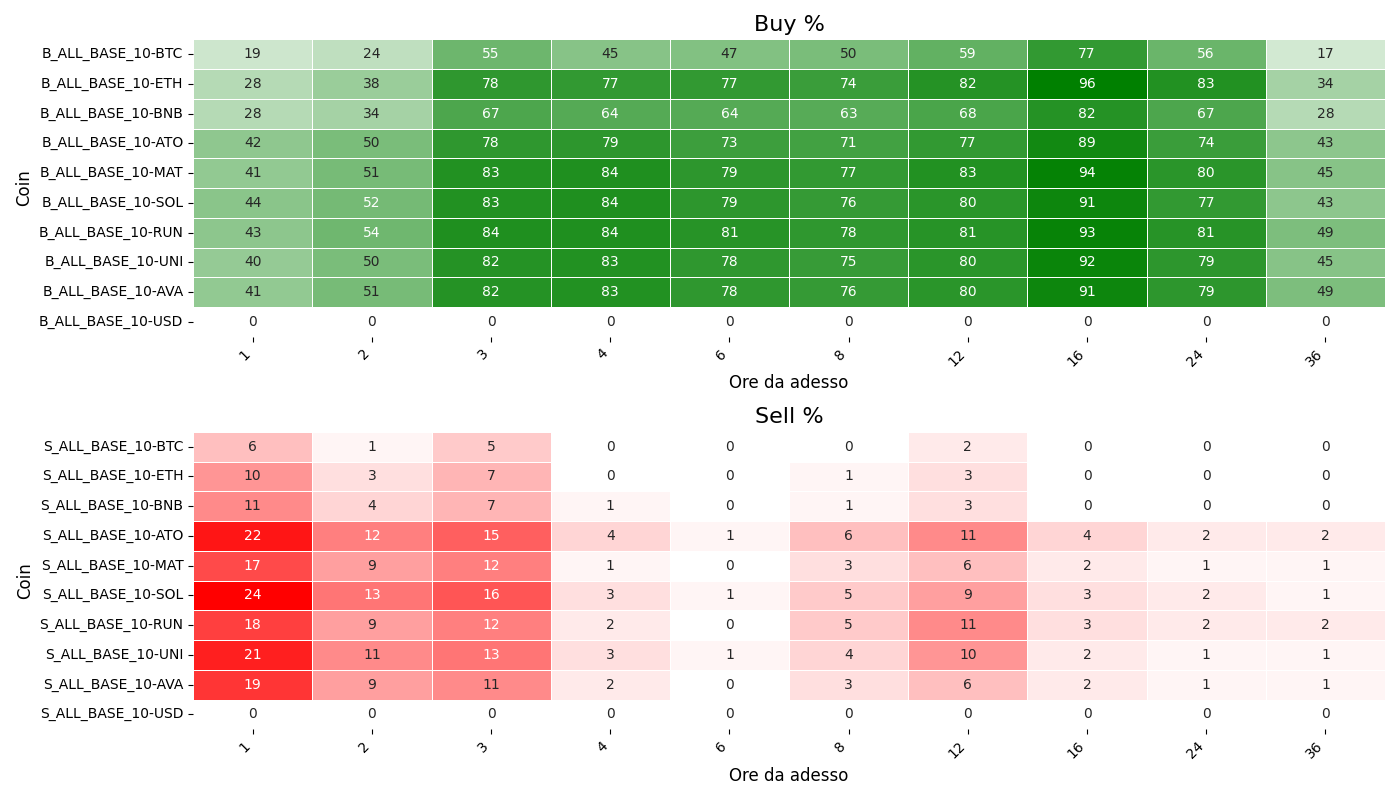 Buy %
Coin
B_ALL_BASE_10-BTC 19 24 55 45 47 50 59 77 56 17
B_ALL_BASE_10-ETH 28 38 78 77 77 74 82 96 83 34
B_ALL_BASE_10-BNB 28 34 67 64 64 63 68 82 67 28
B_ALL_BASE_10-ATO 42 50 78 79 73 71 77 89 74 43
B_ALL_BASE_10-MAT 41 51 83 84 79 77 83 94 80 45
B_ALL_BASE_10-SOL 44 52 83 84 79 76 80 91 77 43
B_ALL_BASE_10-RUN 43 54 84 84 81 78 81 93 81 49
B_ALL_BASE_10-UNI 40 50 82 83 78 75 80 92 79 45
B_ALL_BASE_10-AVA 41 51 82 83 78 76 80 91 79 49
B_ALL_BASE_10-USD 0 0 0 0 0 0 0 0 0 0
1 2 3 4 6 8 12 16 24 36
Ore da adesso
Sell %
Coin
S_ALL_BASE_10-BTC 6 1 5 0 0 0 2 0 0 0
S_ALL_BASE_10-ETH 10 3 7 0 0 1 3 0 0 0
S_ALL_BASE_10-BNB 11 4 7 1 0 1 3 0 0 0
S_ALL_BASE_10-ATO 22 12 15 4 1 6 11 4 2 2
S_ALL_BASE_10-MAT 17 9 12 1 0 3 6 2 1 1
S_ALL_BASE_10-SOL 24 13 16 3 1 5 9 3 2 1
S_ALL_BASE_10-RUN 18 9 12 2 0 5 11 3 2 2
S_ALL_BASE_10-UNI 21 11 13 3 1 4 10 2 1 1
S_ALL_BASE_10-AVA 19 9 11 2 0 3 6 2 1 1
S_ALL_BASE_10-USD 0 0 0 0 0 0 0 0 0 0
1 2 3 4 6 8 12 16 24 36
Ore da adesso